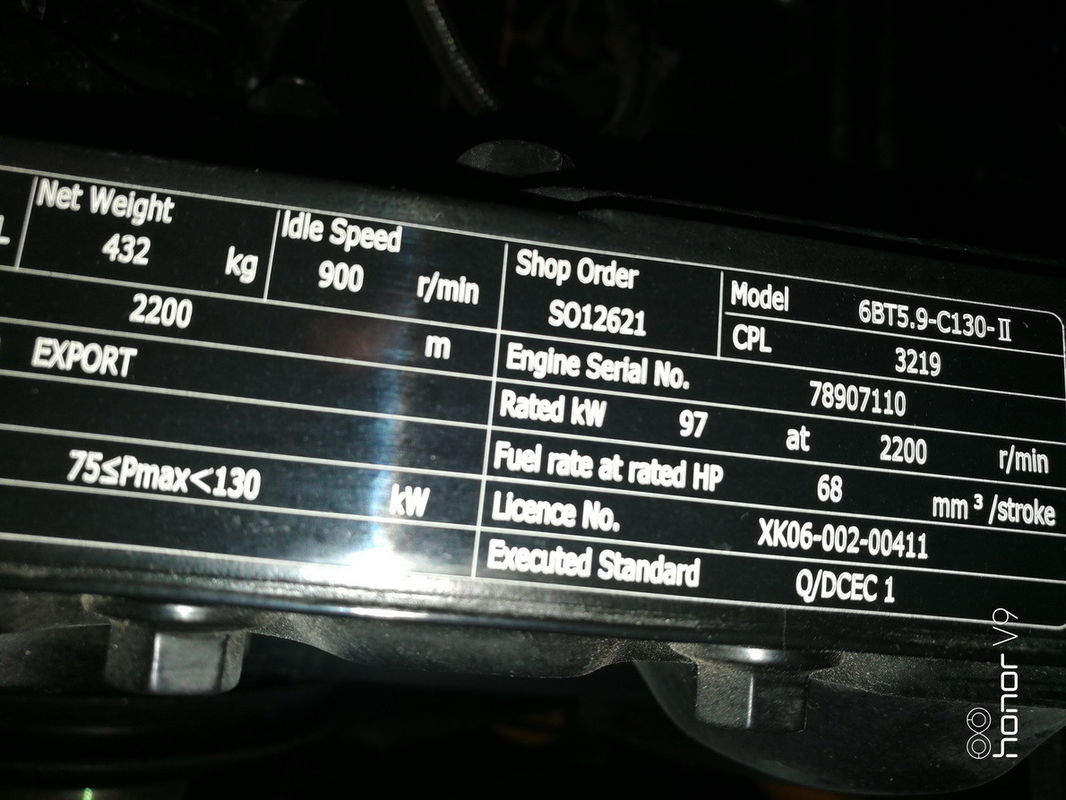 Net Weight
432 kg
Idle Speed
900 r/min
2200 m
EXPORT
75≤Pmax<130 kW
Shop Order
SO12621
Model 6BT5.9-C130-Ⅱ
CPL 3219
Engine Serial No. 78907110
Rated kW 97 at 2200 r/min
Fuel rate at rated HP 68 mm³/stroke
Licence No. XK06-002-00411
Executed Standard Q/DCEC 1
honor V9